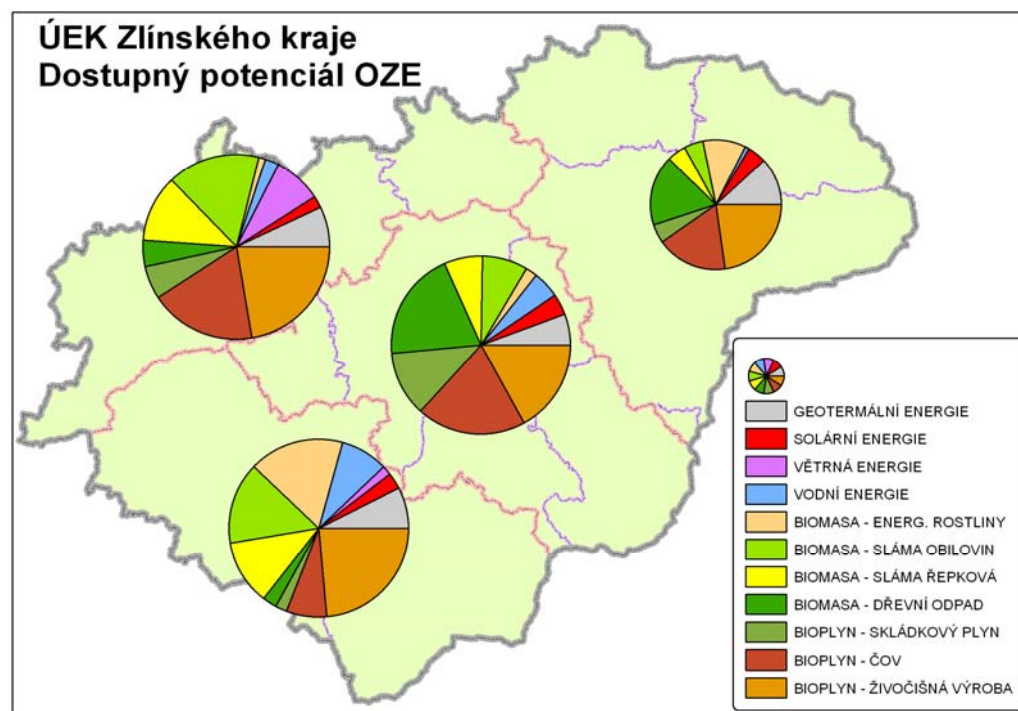 ÚEK Zlínského kraje
Dostupný potenciál OZE
GEOTERMÁLNÍ ENERGIE
SOLÁRNÍ ENERGIE
VĚTRNÁ ENERGIE
VODNÍ ENERGIE
BIOMASA - ENERG. ROSTLINY
BIOMASA - SLÁMA OBILOVIN
BIOMASA - SLÁMA ŘEPKOVÁ
BIOMASA - DŘEVNÍ ODPAD
BIOPLYN - SKLÁDKOVÝ PLYN
BIOPLYN - ČOV
BIOPLYN - ŽIVOČIŠNÁ VÝROBA